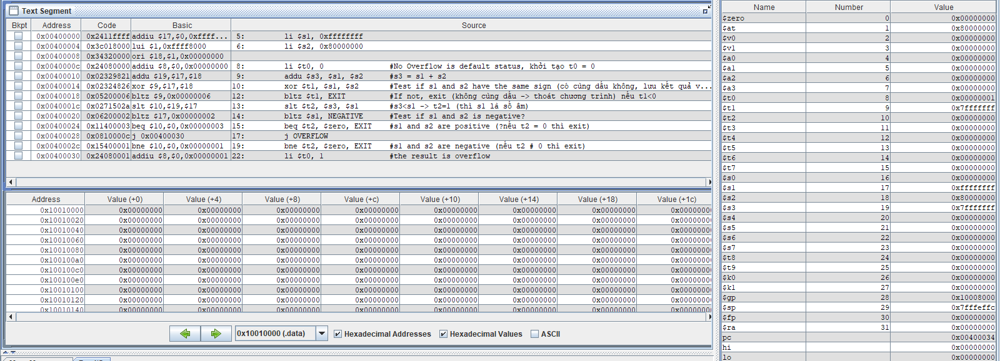 Text Segment
Bkpt Address Code Basic Source
0x00400000 0x2411ffff addiu $17,$0,0xffff... 5: li $s1, 0xffffffff
0x00400004 0x3c018000 lui $1,0xffff8000 6: li $s2, 0x80000000
0x00400008 0x34320000 ori $18,$1,0x00000000
0x0040000c 0x24080000 addiu $8,$0,0x00000000 8: li $t0, 0 #No Overflow is default status, khởi tạo t0 = 0
0x00400010 0x02329821 addu $19,$17,$18 9: addu $s3, $s1, $s2 #s3 = s1 + s2
0x00400014 0x02324826 xor $9,$17,$18 10: xor $t1, $s1, $s2 #Test if s1 and s2 have the same sign (có cùng dấu không, lưu kết quả v...
0x00400018 0x05200006 bltz $9,0x00000006 12: bltz $t1, EXIT #If not, exit (không cùng dấu -> thoát chương trình) nếu t1<0
0x0040001c 0x0271502a slt $10,$19,$17 13: slt $t2, $s3, $s1 #s3<s1 -> t2=1 (thì s1 là số âm)
0x00400020 0x06200002 bltz $17,0x00000002 14: bltz $s1, NEGATIVE #Test if s1 and s2 is negative?
0x00400024 0x11400003 beq $10,$0,0x00000003 15: beq $t2, $zero, EXIT #s1 and s2 are positive (?nếu t2 = 0 thì exit)
0x00400028 0x0810000c j 0x00400030 17: j OVERFLOW
0x0040002c 0x15400001 bne $10,$0,0x00000001 19: bne $t2, $zero, EXIT #s1 and s2 are negative (nếu t2 # 0 thì exit)
0x00400030 0x24080001 addiu $8,$0,0x00000001 22: li $t0, 1 #the result is overflow
Address Value (+0) Value (+4) Value (+8) Value (+c) Value (+10) Value (+14) Value (+18) Value (+1c)
0x10010000 0x00000000 0x00000000 0x00000000 0x00000000 0x00000000 0x00000000 0x00000000 0x00000000
0x10010020 0x00000000 0x00000000 0x00000000 0x00000000 0x00000000 0x00000000 0x00000000 0x00000000
0x10010040 0x00000000 0x00000000 0x00000000 0x00000000 0x00000000 0x00000000 0x00000000 0x00000000
0x10010060 0x00000000 0x00000000 0x00000000 0x00000000 0x00000000 0x00000000 0x00000000 0x00000000
0x10010080 0x00000000 0x00000000 0x00000000 0x00000000 0x00000000 0x00000000 0x00000000 0x00000000
0x100100a0 0x00000000 0x00000000 0x00000000 0x00000000 0x00000000 0x00000000 0x00000000 0x00000000
0x100100c0 0x00000000 0x00000000 0x00000000 0x00000000 0x00000000 0x00000000 0x00000000 0x00000000
0x100100e0 0x00000000 0x00000000 0x00000000 0x00000000 0x00000000 0x00000000 0x00000000 0x00000000
0x10010100 0x00000000 0x00000000 0x00000000 0x00000000 0x00000000 0x00000000 0x00000000 0x00000000
0x10010120 0x00000000 0x00000000 0x00000000 0x00000000 0x00000000 0x00000000 0x00000000 0x00000000
0x10010140 0x00000000 0x00000000 0x00000000 0x00000000 0x00000000 0x00000000 0x00000000 0x00000000
0x10010000 (.data) Hexadecimal Addresses Hexadecimal Values ASCII
Name Number Value
$zero 0 0x00000000
$at 1 0x80000000
$v0 2 0x00000000
$v1 3 0x00000000
$a0 4 0x00000000
$a1 5 0x00000000
$a2 6 0x00000000
$a3 7 0x00000000
$t0 8 0x00000001
$t1 9 0x7fffffff
$t2 10 0x00000000
$t3 11 0x00000000
$t4 12 0x00000000
$t5 13 0x00000000
$t6 14 0x00000000
$t7 15 0x00000000
$s0 16 0x00000000
$s1 17 0xffffffff
$s2 18 0x80000000
$s3 19 0x7fffffff
$s4 20 0x00000000
$s5 21 0x00000000
$s6 22 0x00000000
$s7 23 0x00000000
$t8 24 0x00000000
$t9 25 0x00000000
$k0 26 0x00000000
$k1 27 0x00000000
$gp 28 0x10008000
$sp 29 0x7fffeffc
$fp 30 0x00000000
$ra 31 0x00000000
pc 0x00400034
hi 0x00000000
lo 0x00000000